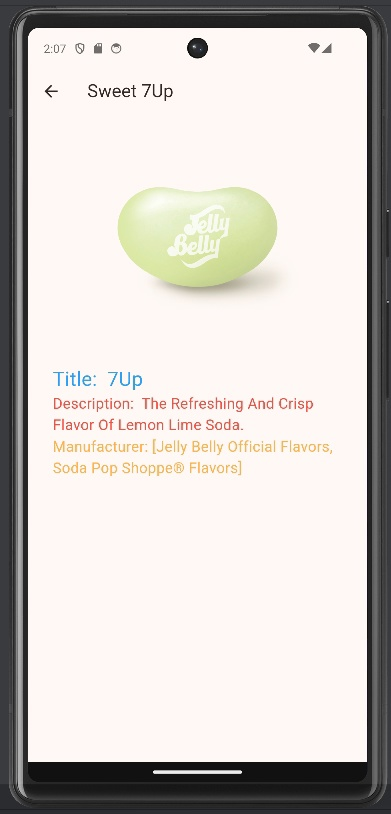 2:07
Sweet 7Up
Jelly
Belly
Title:  7Up
Description:  The Refreshing And Crisp
Flavor Of Lemon Lime Soda.
Manufacturer: [Jelly Belly Official Flavors,
Soda Pop Shoppe® Flavors]